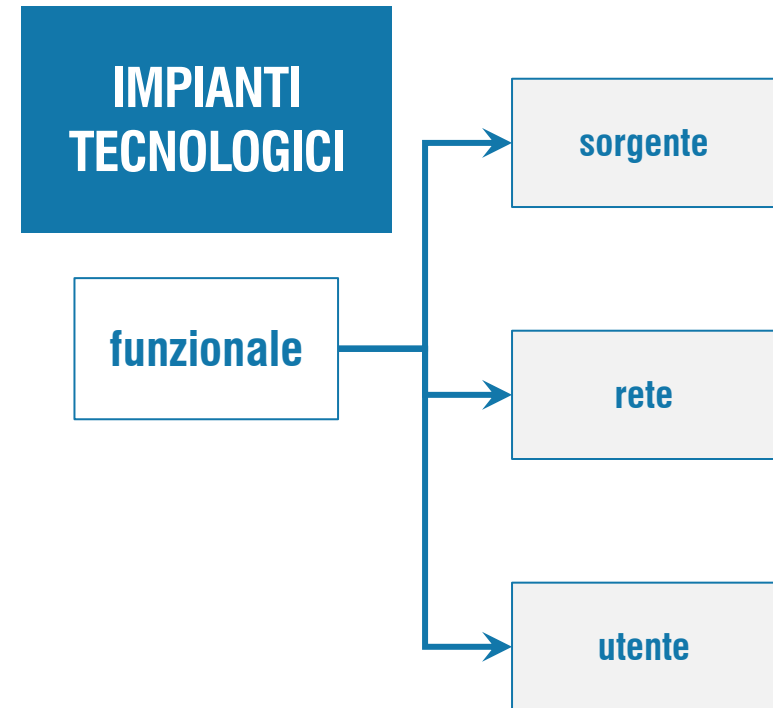 IMPIANTI
TECNOLOGICI
funzionale
sorgente
rete
utente